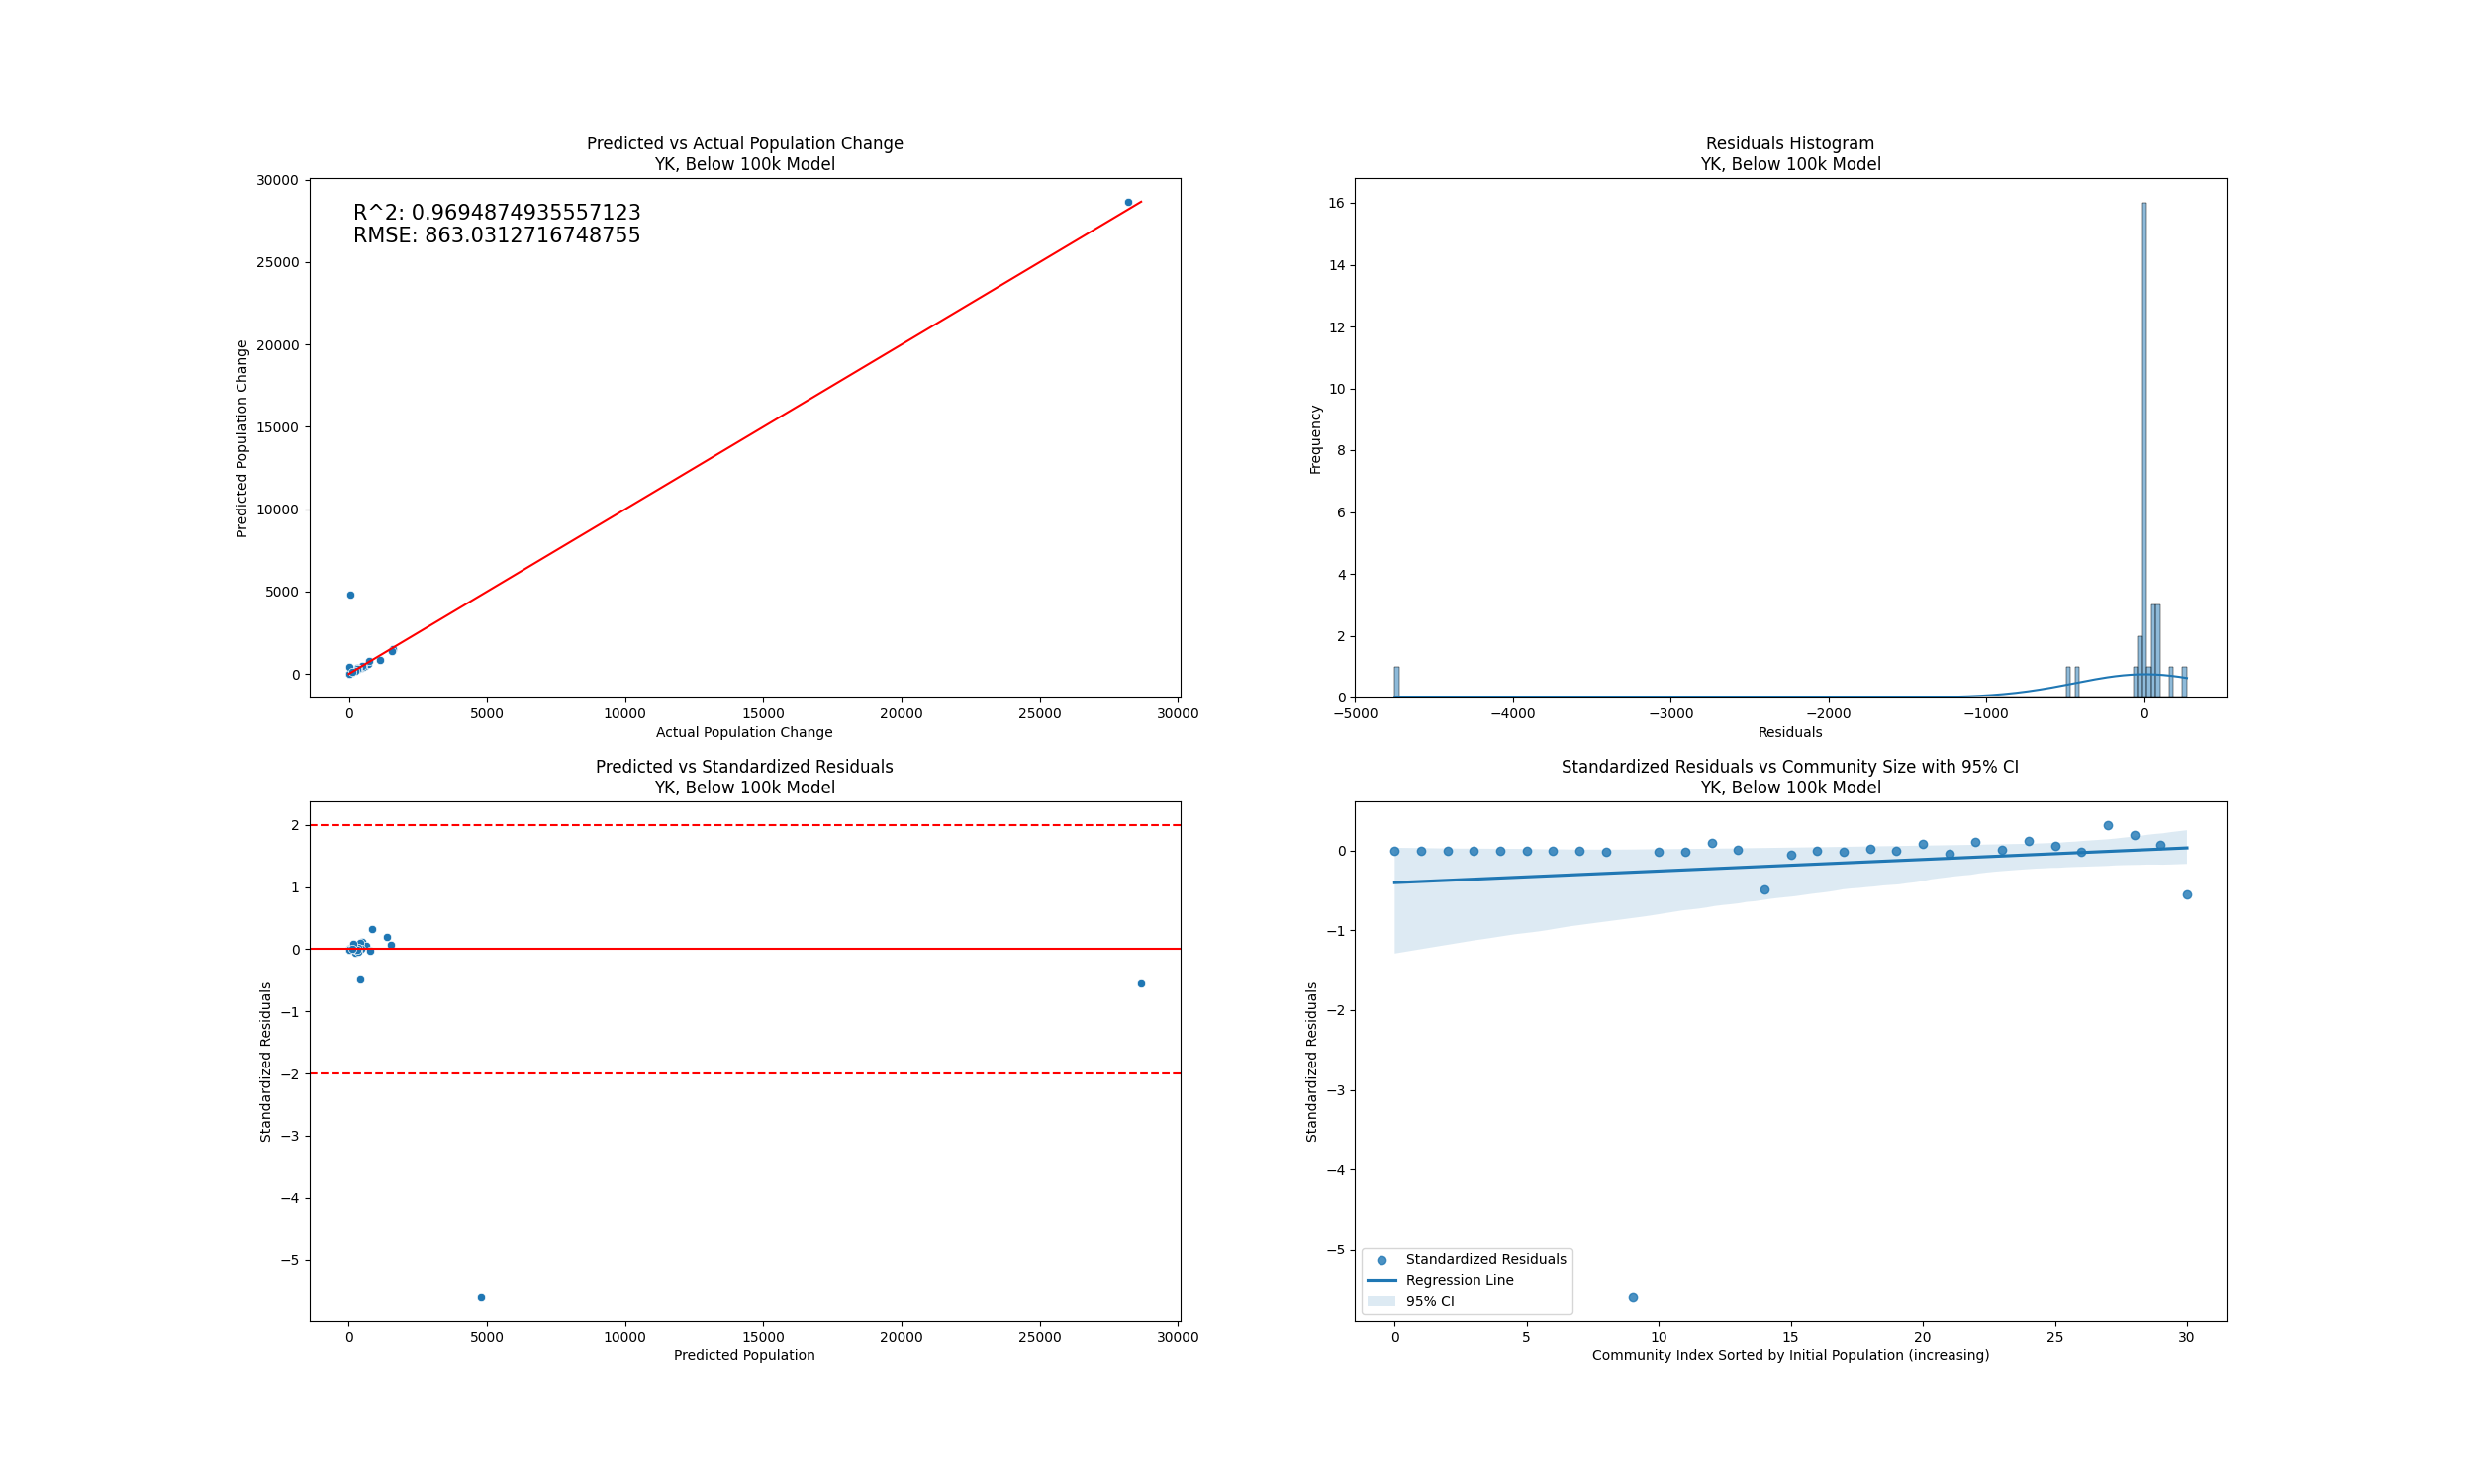 Predicted vs Actual Population Change
YK, Below 100k Model
R^2: 0.9694874935557123
RMSE: 863.0312716748755
30000
25000
20000
15000
10000
5000
0
Predicted Population Change
0
5000
10000
15000
20000
25000
30000
Actual Population Change
Residuals Histogram
YK, Below 100k Model
16
14
12
10
8
6
4
2
0
Frequency
−5000
−4000
−3000
−2000
−1000
0
Residuals
Predicted vs Standardized Residuals
YK, Below 100k Model
2
1
0
−1
−2
−3
−4
−5
Standardized Residuals
0
5000
10000
15000
20000
25000
30000
Predicted Population
Standardized Residuals vs Community Size with 95% CI
YK, Below 100k Model
0
−1
−2
−3
−4
−5
Standardized Residuals
Standardized Residuals
Regression Line
95% CI
0
5
10
15
20
25
30
Community Index Sorted by Initial Population (increasing)